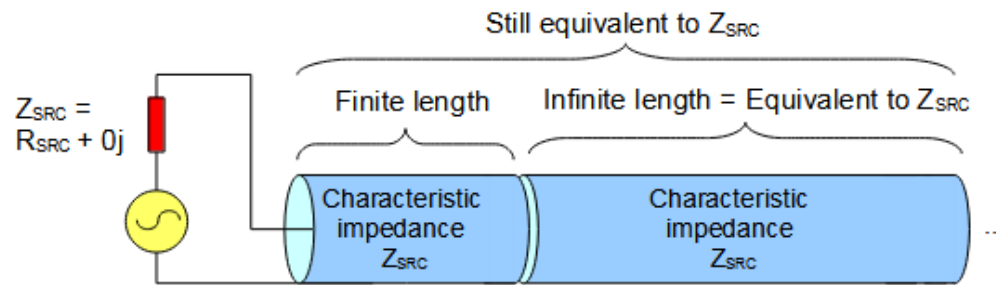 Still equivalent to ZSRC
ZSRC =
RSRC + 0j
Finite length
Infinite length = Equivalent to ZSRC
Characteristic
impedance
ZSRC
Characteristic
impedance
ZSRC
...